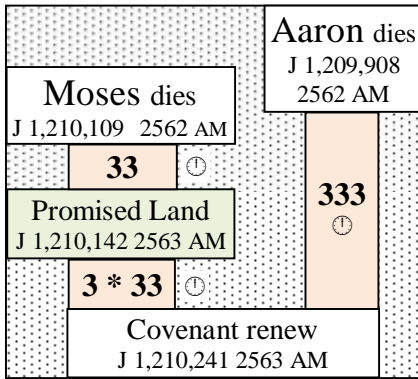 Aaron dies
J 1,209,908
2562 AM
Moses dies
J 1,210,109 2562 AM
33
Promised Land
J 1,210,142 2563 AM
333
3 * 33
Covenant renew
J 1,210,241 2563 AM